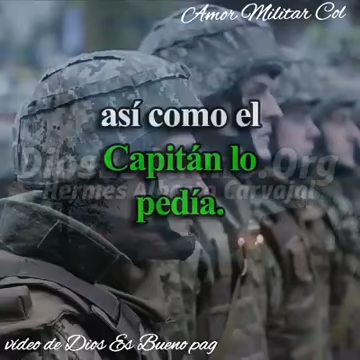 Amor Militar Col
así como el
Capitán lo
pedía.
video de Dios Es Bueno pag